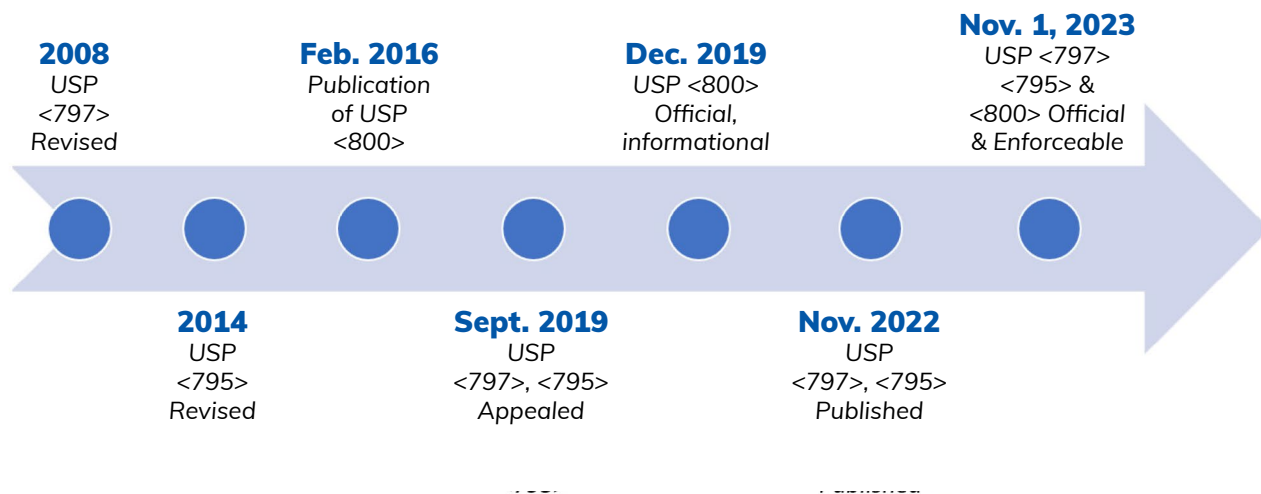 2008
USP
<797>
Revised
2014
USP
<795>
Revised
Feb. 2016
Publication
of USP
<800>
Sept. 2019
USP
<797>, <795>
Appealed
Dec. 2019
USP <800>
Official,
informational
Nov. 2022
USP
<797>, <795>
Published
Nov. 1, 2023
USP <797>
<795> &
<800> Official
& Enforceable